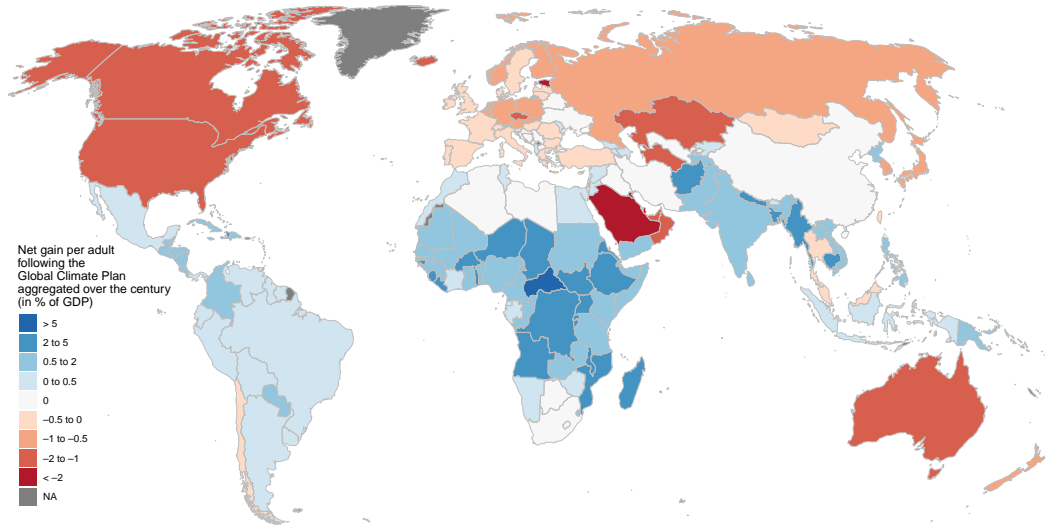 Net gain per adult
following the
Global Climate Plan
aggregated over the century
(in % of GDP)
> 5
2 to 5
0.5 to 2
0 to 0.5
0
–0.5 to 0
–1 to –0.5
–2 to –1
< –2
NA